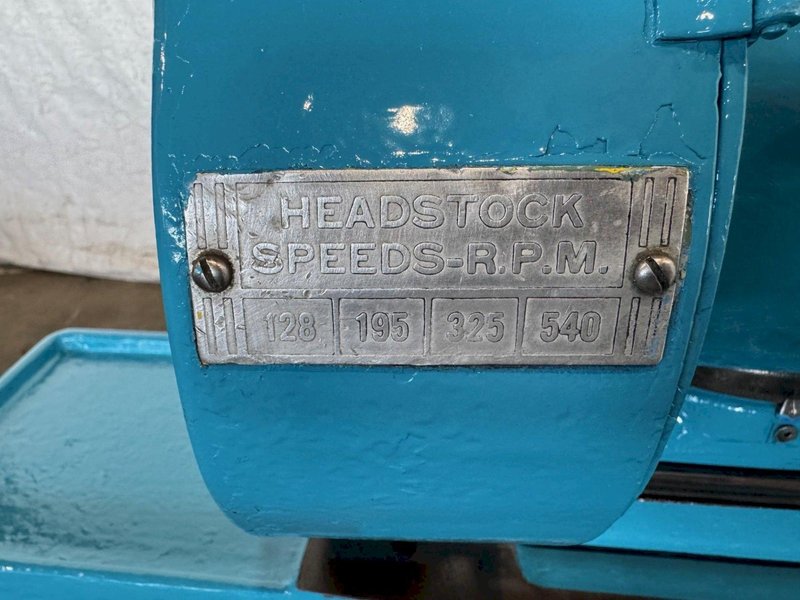 HEADSTOCK
SPEEDS-R.P.M.
128 195 325 540